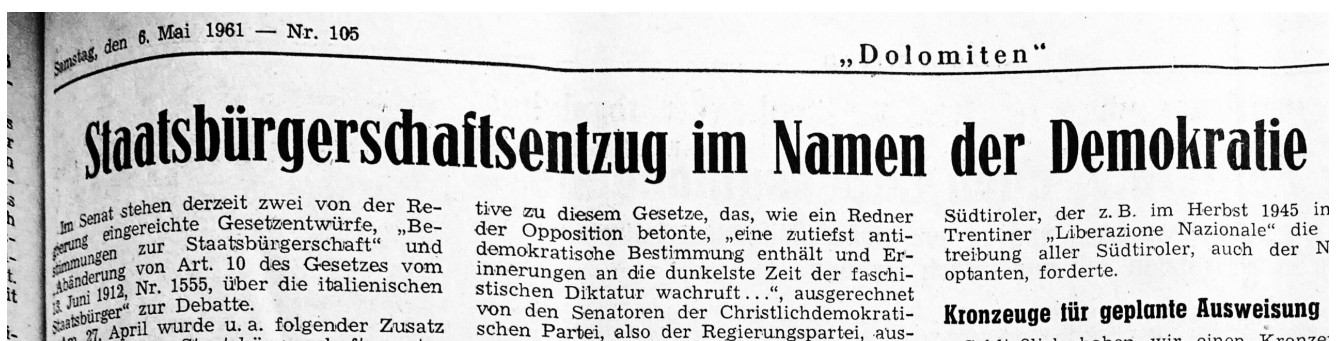 Samstag, den 6. Mai 1961 — Nr. 105
„Dolomiten“
Staatsbürgerschaftsentzug im Namen der Demokratie
Im Senat stehen derzeit zwei von der Re-
gierung eingereichte Gesetzentwürfe, „Be-
stimmungen zur Staatsbürgerschaft“ und
„Abänderung von Art. 10 des Gesetzes vom
13. Juni 1912, Nr. 1555, über die italienischen
Staatsbürger“ zur Debatte.
Am 27. April wurde u. a. folgender Zusatz
tive zu diesem Gesetze, das, wie ein Redner
der Opposition betonte, „eine zutiefst anti-
demokratische Bestimmung enthält und Er-
innerungen an die dunkelste Zeit der faschi-
stischen Diktatur wachruft...“, ausgerechnet
von den Senatoren der Christlichdemokrati-
schen Partei, also der Regierungspartei, aus-
Südtiroler, der z. B. im Herbst 1945 in
Trentiner „Liberazione Nazionale“ die
treibung aller Südtiroler, auch der N
optanten, forderte.
Kronzeuge für geplante Ausweisung
haben wir einen